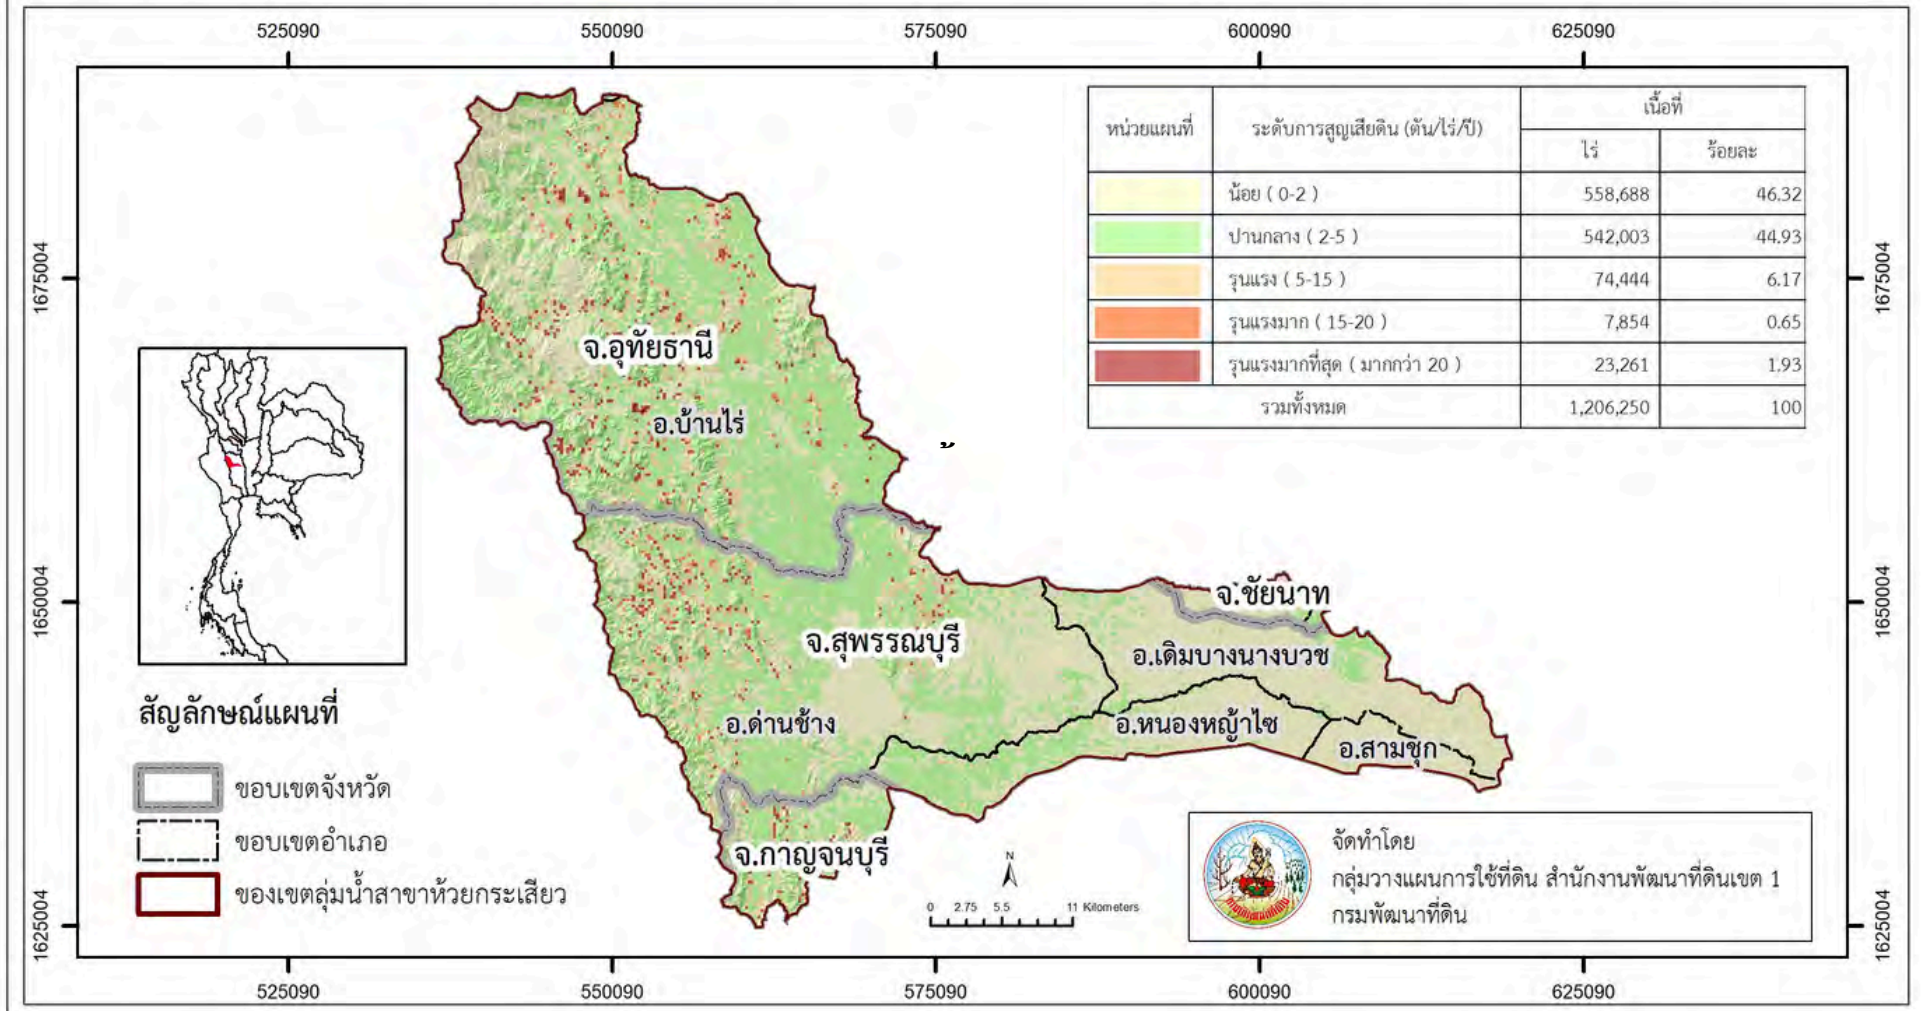 525090 550090 575090 600090 625090
หน่วยแผนที่ ระดับการสูญเสียดิน (ตัน/ไร่/ปี) เนื้อที่
ไร่ ร้อยละ
น้อย ( 0-2 ) 558,688 46.32
ปานกลาง ( 2-5 ) 542,003 44.93
รุนแรง ( 5-15 ) 74,444 6.17
รุนแรงมาก ( 15-20 ) 7,854 0.65
รุนแรงมากที่สุด ( มากกว่า 20 ) 23,261 1.93
รวมทั้งหมด 1,206,250 100
1675004 1675004
จ.อุทัยธานี
อ.บ้านไร่
1650004 1650004
จ.ชัยนาท
จ.สุพรรณบุรี
อ.เดิมบางนางบวช
อ.ด่านช้าง
อ.หนองหญ้าไซ
อ.สามชุก
จ.กาญจนบุรี
สัญลักษณ์แผนที่
ขอบเขตจังหวัด
ขอบเขตอำเภอ
ของเขตลุ่มน้ำสาขาห้วยกระเสียว
N
0 2.75 5.5 11 Kilometers
จัดทำโดย
กลุ่มวางแผนการใช้ที่ดิน สำนักงานพัฒนาที่ดินเขต 1
กรมพัฒนาที่ดิน
1625004 1625004
525090 550090 575090 600090 625090